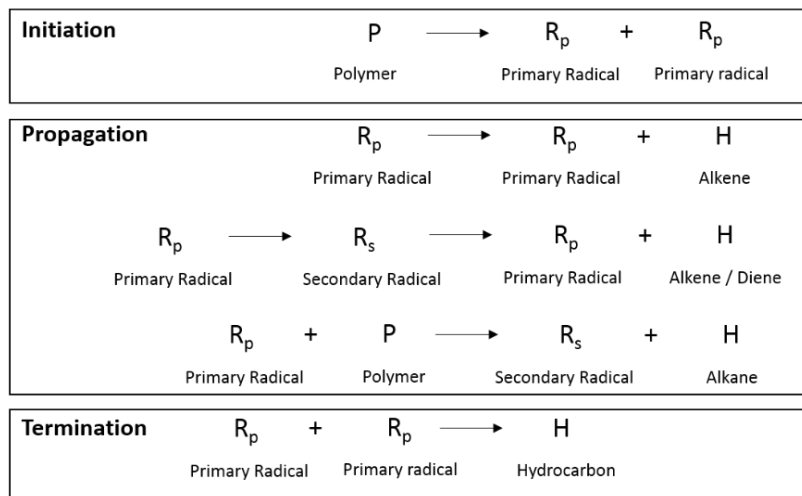 Initiation
P ⟶ Rp + Rp
Polymer Primary Radical Primary radical
Propagation
Rp ⟶ Rp + H
Primary Radical Primary Radical Alkene
Rp ⟶ Rs ⟶ Rp + H
Primary Radical Secondary Radical Primary Radical Alkene / Diene
Rp + P ⟶ Rs + H
Primary Radical Polymer Secondary Radical Alkane
Termination
Rp + Rp ⟶ H
Primary Radical Primary radical Hydrocarbon